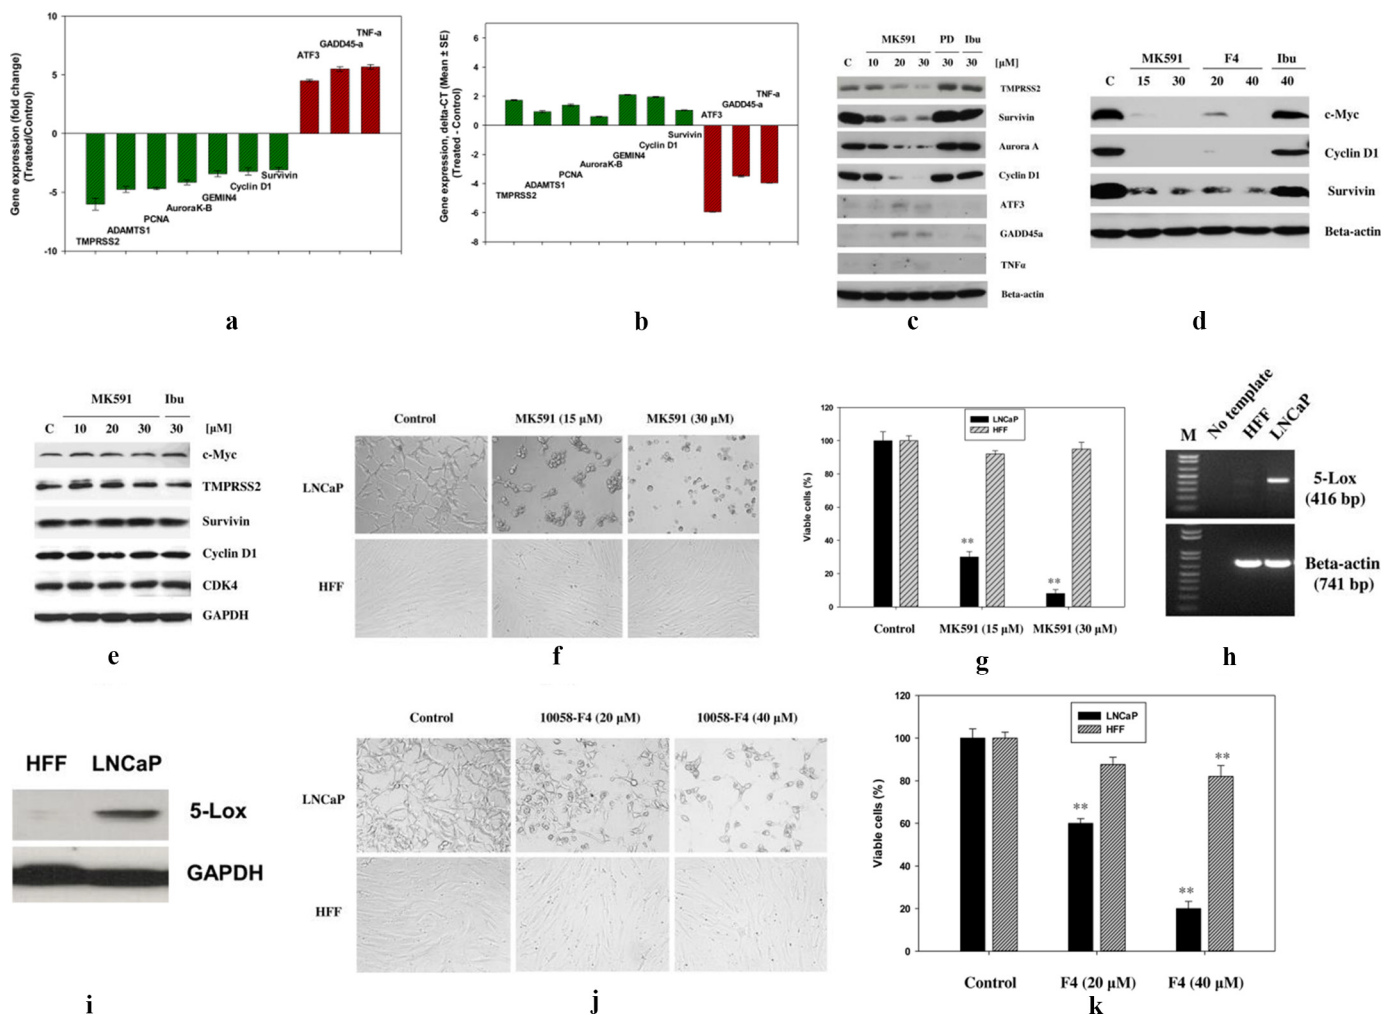 Gene expression (fold change)
(Treated/Control)
10
5
0
-5
-10
TMPRSS2
ADAMTS1
PCNA
AuroraK-B
GEMIN4
Cyclin D1
Survivin
ATF3
GADD45-a
TNF-a
a
Gene expression, delta-CT (Mean ± SE)
(Treated - Control)
6
4
2
0
-2
-4
-6
-8
TMPRSS2
ADAMTS1
PCNA
AuroraK-B
GEMIN4
Cyclin D1
Survivin
ATF3
GADD45-a
TNF-a
b
MK591 PD Ibu
C 10 20 30 30 30 [µM]
TMPRSS2
Survivin
Aurora A
Cyclin D1
ATF3
GADD45a
TNFα
Beta-actin
c
MK591 F4 Ibu
C 15 30 20 40 40
c-Myc
Cyclin D1
Survivin
Beta-actin
d
MK591 Ibu
C 10 20 30 30 [µM]
c-Myc
TMPRSS2
Survivin
Cyclin D1
CDK4
GAPDH
e
Control MK591 (15 µM) MK591 (30 µM)
LNCaP
HFF
f
Viable cells (%)
120
100
80
60
40
20
0
LNCaP
HFF
**
**
Control MK591 (15 µM) MK591 (30 µM)
g
M No template HFF LNCaP
5-Lox
(416 bp)
Beta-actin
(741 bp)
h
HFF LNCaP
5-Lox
GAPDH
i
Control 10058-F4 (20 µM) 10058-F4 (40 µM)
LNCaP
HFF
j
Viable cells (%)
120
100
80
60
40
20
0
LNCaP
HFF
**
**
**
Control F4 (20 µM) F4 (40 µM)
k